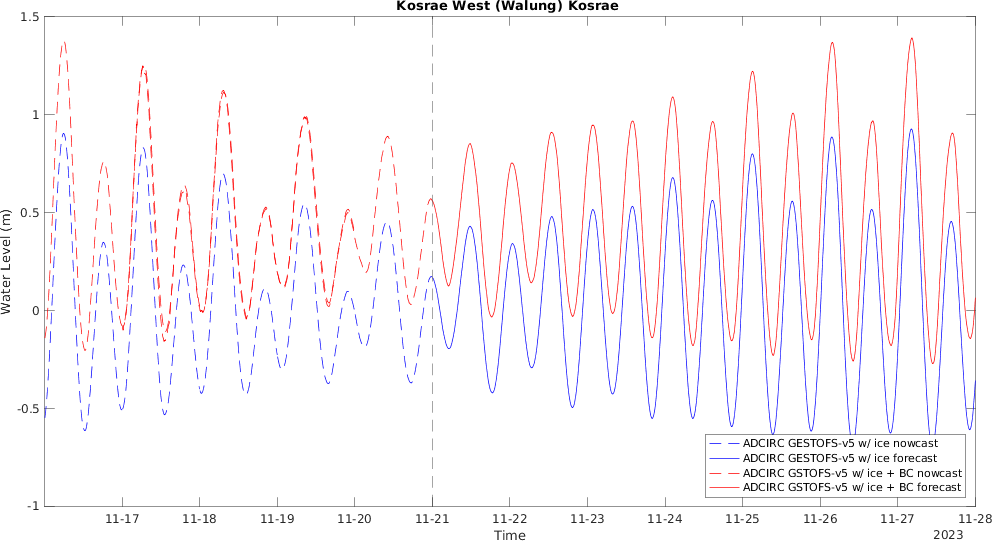 Kosrae West (Walung) Kosrae
1.5
1
0.5
0
-0.5
-1
Water Level (m)
ADCIRC GESTOFS-v5 w/ ice nowcast
ADCIRC GESTOFS-v5 w/ ice forecast
ADCIRC GSTOFS-v5 w/ ice + BC nowcast
ADCIRC GSTOFS-v5 w/ ice + BC forecast
11-17 11-18 11-19 11-20 11-21 11-22 11-23 11-24 11-25 11-26 11-27 11-28
Time
2023